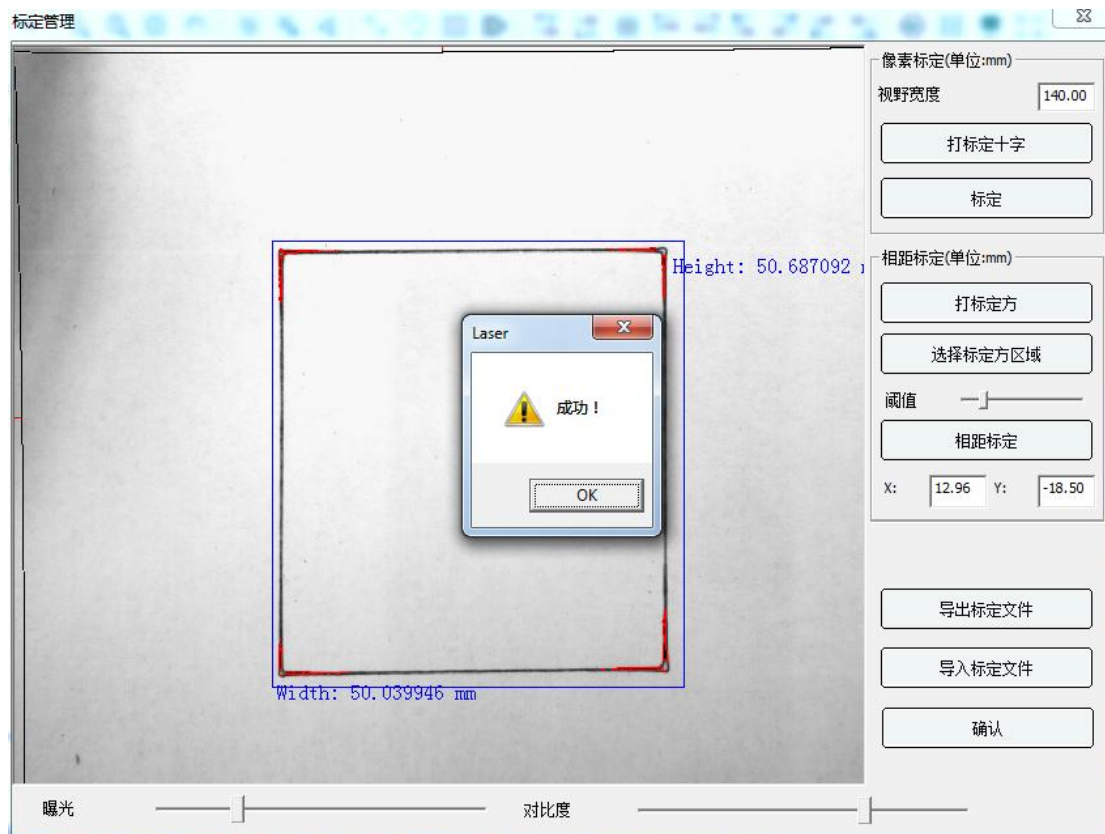 标定管理
像素标定(单位:mm)
视野宽度 140.00
打标定十字
标定
Height: 50.687092
相距标定(单位:mm)
打标定方
选择标定方区域
阈值
相距标定
X: 12.96 Y: -18.50
Laser
成功！
OK
Width: 50.039946 mm
导出标定文件
导入标定文件
确认
曝光
对比度